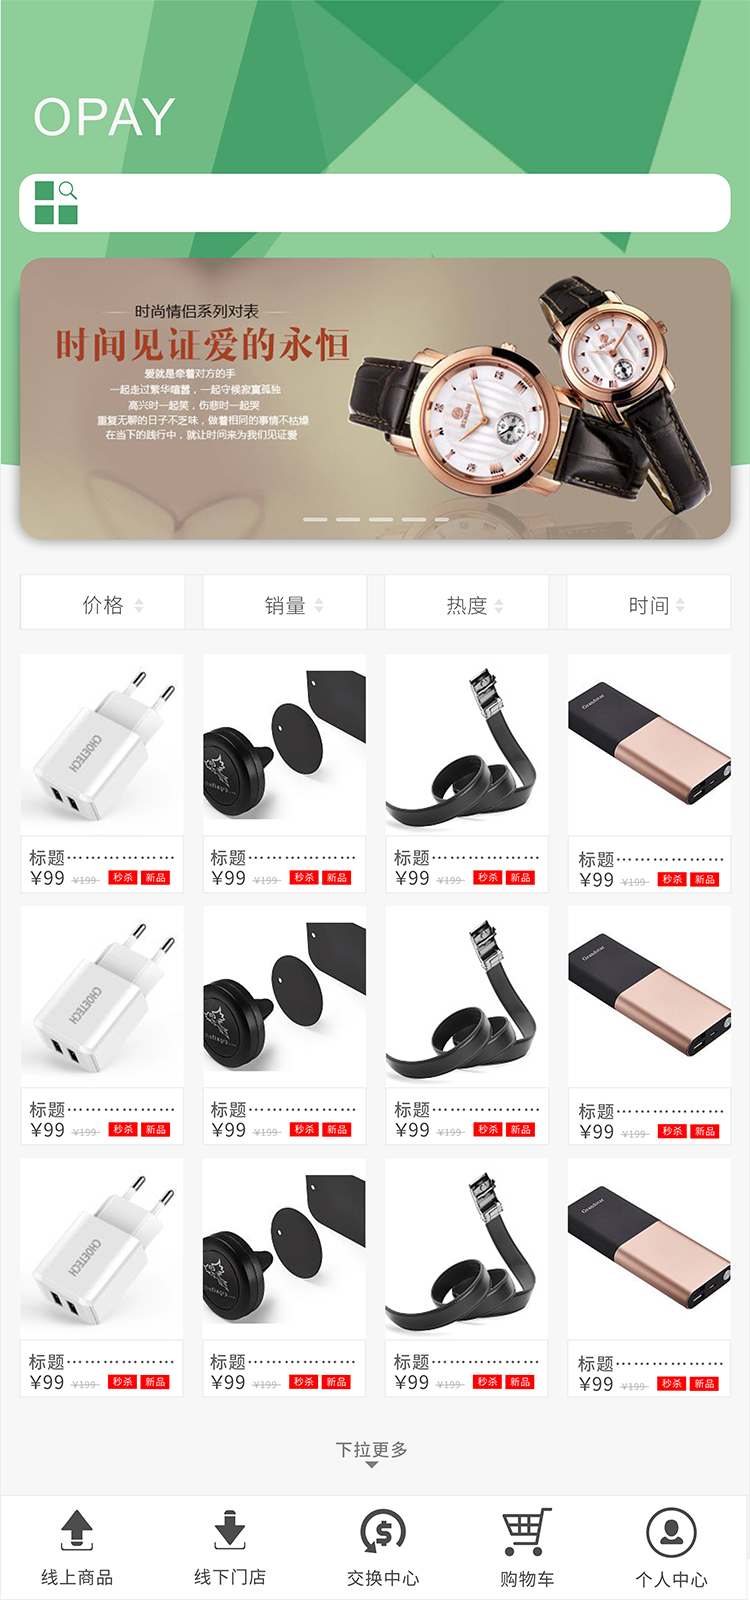 OPAY
时尚情侣系列对表
时间见证爱的永恒
爱就是牵着对方的手
一起走过繁华喧嚣，一起守候寂寞孤独
高兴时一起笑，伤悲时一起哭
重复无聊的日子不乏味，做着相同的事情不枯燥
在当下的践行中，就让时间来为我们见证爱
价格 销量 热度 时间
CHOETECH
标题………………… 标题………………… 标题………………… 标题…………………
¥99 ¥199 秒杀 新品 ¥99 ¥199 秒杀 新品 ¥99 ¥199 秒杀 新品 ¥99 ¥199 秒杀 新品
CHOETECH
标题………………… 标题………………… 标题………………… 标题…………………
¥99 ¥199 秒杀 新品 ¥99 ¥199 秒杀 新品 ¥99 ¥199 秒杀 新品 ¥99 ¥199 秒杀 新品
CHOETECH
标题………………… 标题………………… 标题………………… 标题…………………
¥99 ¥199 秒杀 新品 ¥99 ¥199 秒杀 新品 ¥99 ¥199 秒杀 新品 ¥99 ¥199 秒杀 新品
下拉更多
线上商品 线下门店 交换中心 购物车 个人中心